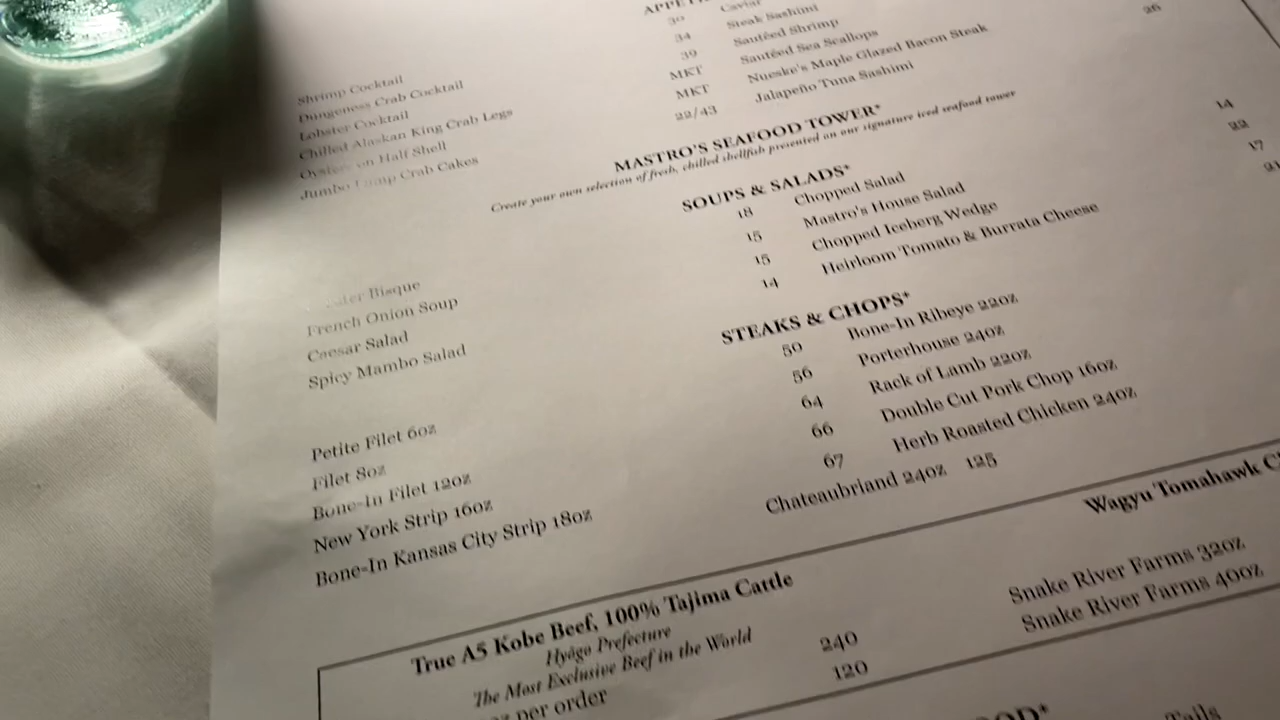 30 Caviar
Shrimp Cocktail 34 Steak Sashimi
Dungeness Crab Cocktail 39 Sautéed Shrimp 26
Lobster Cocktail MKT Sautéed Sea Scallops
Chilled Alaskan King Crab Legs MKT Nueske's Maple Glazed Bacon Steak
Oysters on Half Shell 22/43 Jalapeño Tuna Sashimi
Jumbo Lump Crab Cakes
MASTRO'S SEAFOOD TOWER*
Create your own selection of fresh, chilled shellfish presented on our signature iced seafood tower
SOUPS & SALADS*
Bisque 18 Chopped Salad 14
French Onion Soup 15 Mastro's House Salad 22
Caesar Salad 15 Chopped Iceberg Wedge 17
Spicy Mambo Salad 14 Heirloom Tomato & Burrata Cheese
STEAKS & CHOPS*
Petite Filet 6oz 50 Bone-In Ribeye 22oz
Filet 8oz 56 Porterhouse 24oz
Bone-In Filet 12oz 64 Rack of Lamb 22oz
New York Strip 16oz 66 Double Cut Pork Chop 16oz
Bone-In Kansas City Strip 18oz 67 Herb Roasted Chicken 24oz
Chateaubriand 24oz 125
True A5 Kobe Beef, 100% Tajima Cattle
Hyōgo Prefecture
The Most Exclusive Beef in the World
per order
240
120
Wagyu Tomahawk
Snake River Farms 32oz
Snake River Farms 40oz
Tails